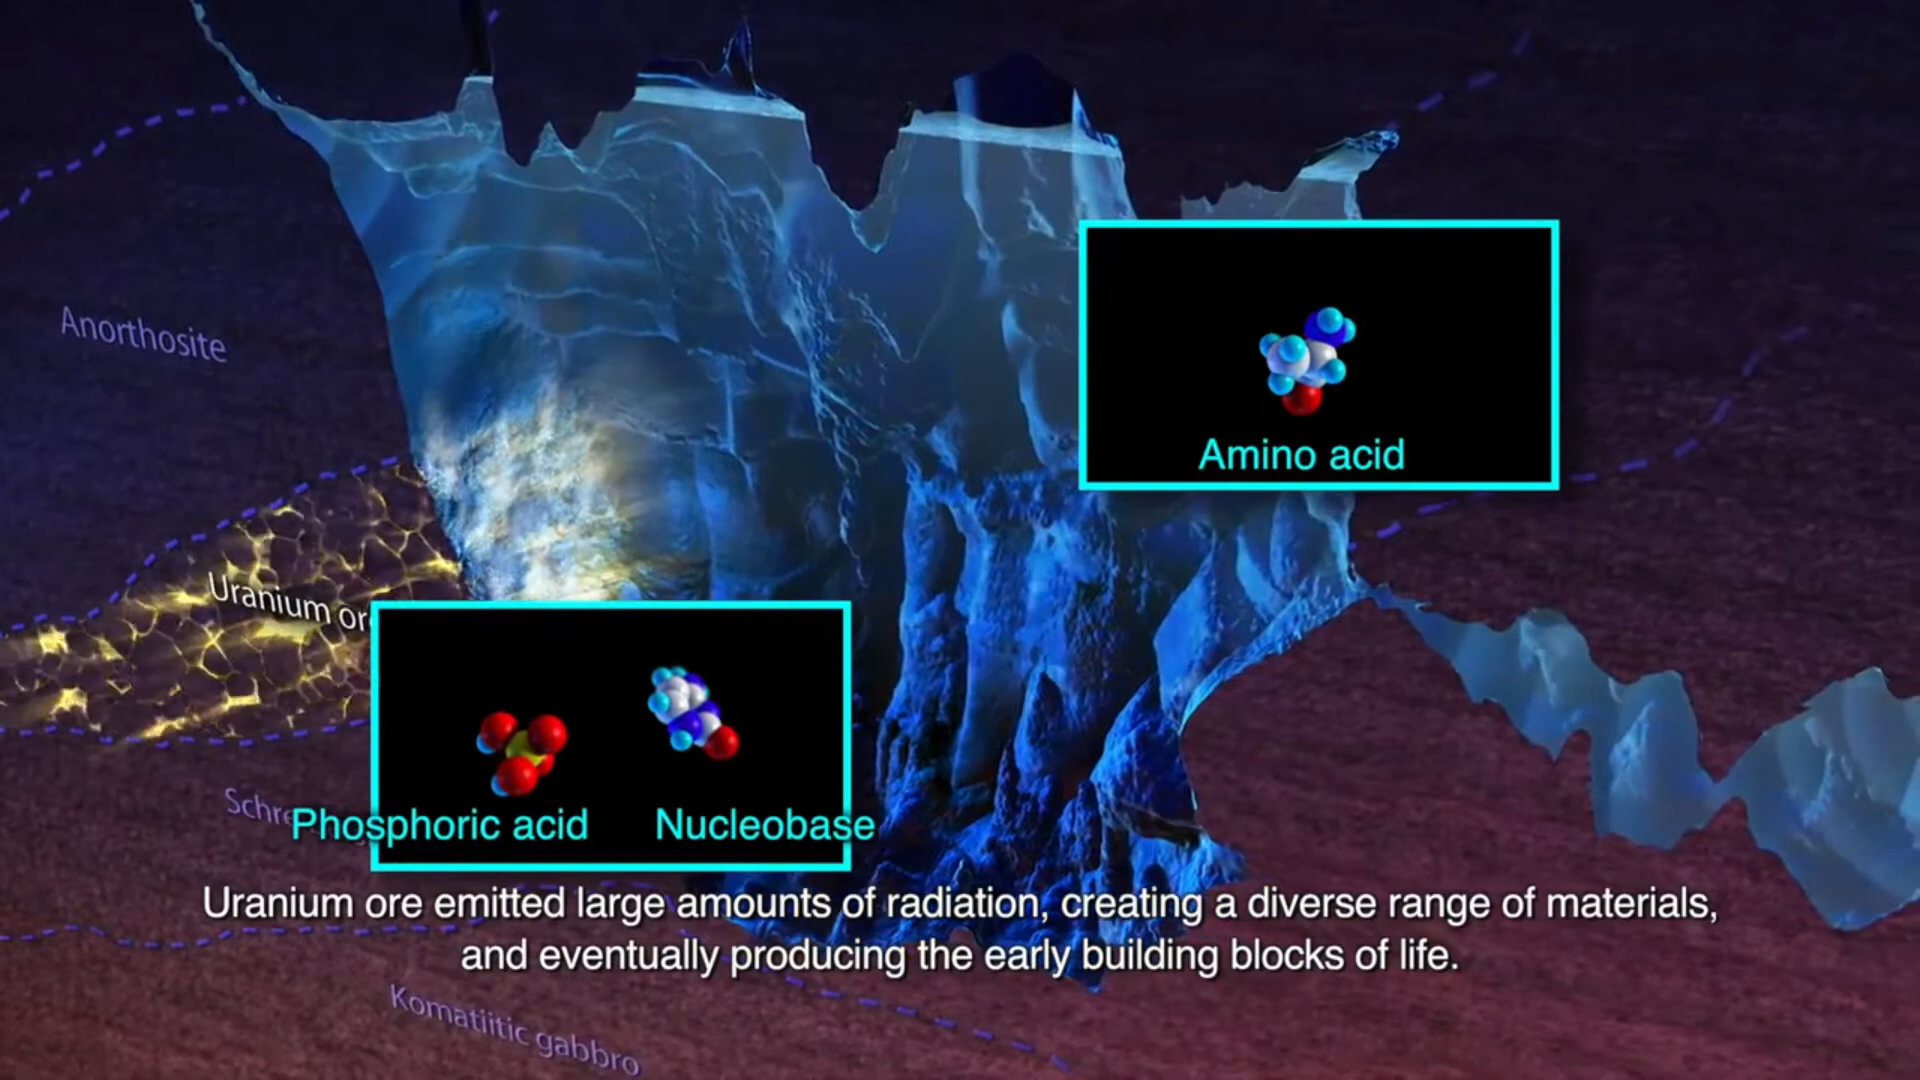 Anorthosite
Amino acid
Uranium ore
Phosphoric acid
Nucleobase
Uranium ore emitted large amounts of radiation, creating a diverse range of materials,
and eventually producing the early building blocks of life.
Komatiitic gabbro